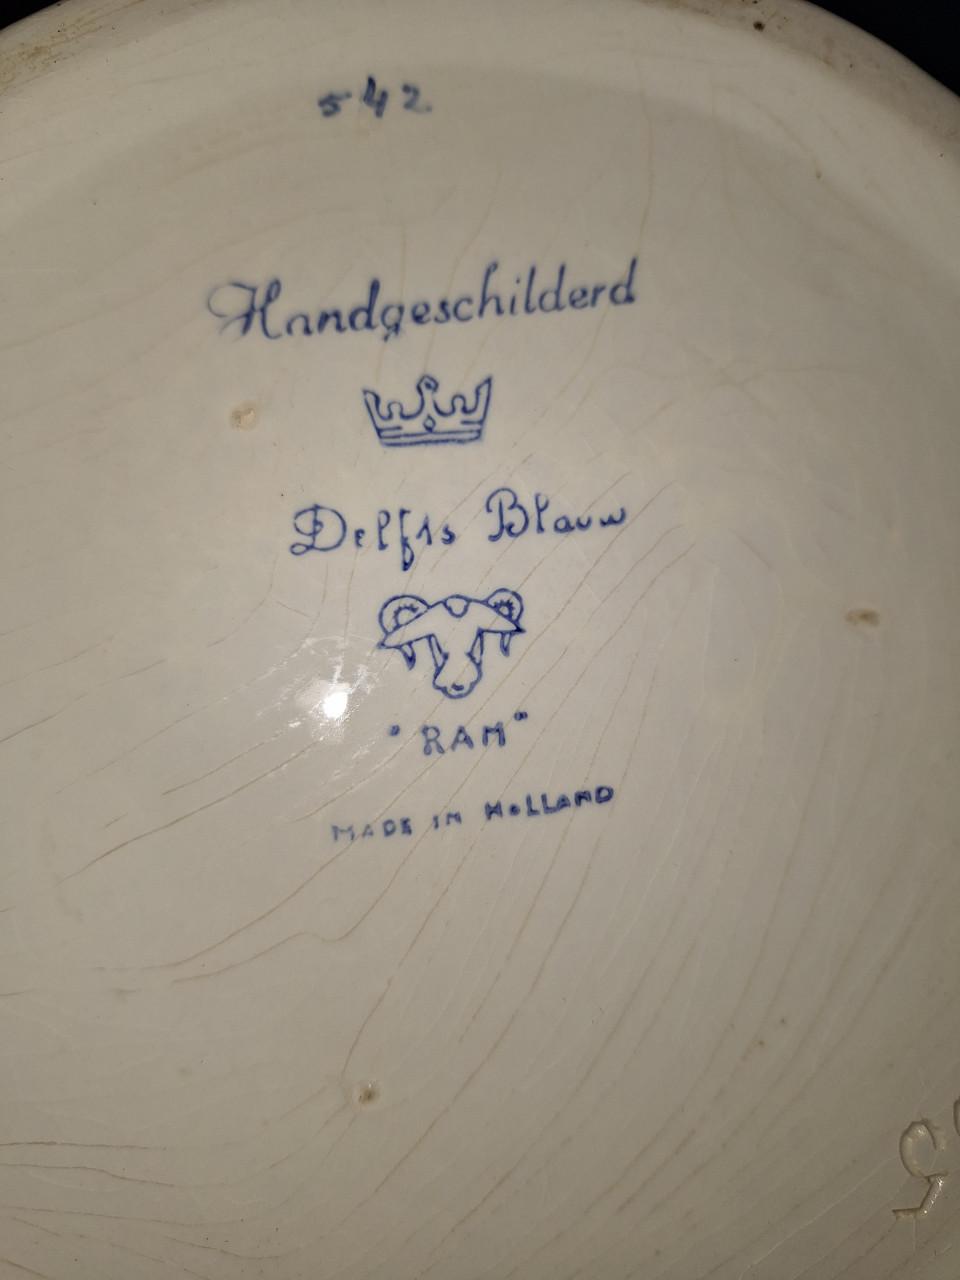 542
Handgeschilderd
Delfts Blauw
"RAM"
MADE IN HOLLAND